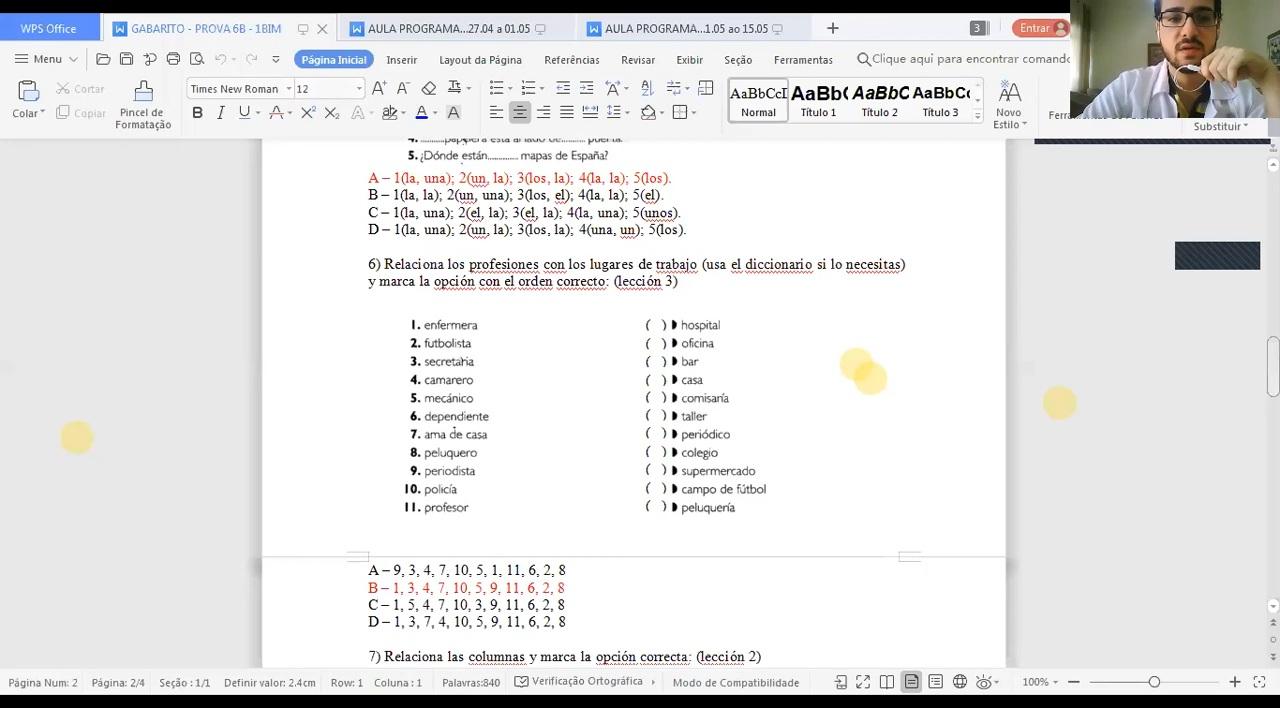 WPS Office
GABARITO - PROVA 6B - 1BIM
AULA PROGRAMA...27.04 a 01.05
AULA PROGRAMA...1.05 ao 15.05
3
Entrar
Menu
Página Inicial
Inserir
Layout da Página
Referências
Revisar
Exibir
Seção
Ferramentas
Clique aqui para encontrar comando
Colar
Cortar
Copiar
Pincel de Formatação
Times New Roman
12
AaBbCcI
Normal
AaBb(
Título 1
AaBbC
Título 2
AaBbC
Título 3
Novo Estilo
Substituir
5. ¿Dónde están............ mapas de España?
A – 1(la, una); 2(un, la); 3(los, la); 4(la, la); 5(los).
B – 1(la, la); 2(un, una); 3(los, el); 4(la, la); 5(el).
C – 1(la, una); 2(el, la); 3(el, la); 4(la, una); 5(unos).
D – 1(la, una); 2(un, la); 3(los, la); 4(una, un); 5(los).
6) Relaciona los profesiones con los lugares de trabajo (usa el diccionario si lo necesitas)
y marca la opción con el orden correcto: (lección 3)
1. enfermera ( ) hospital
2. futbolista ( ) oficina
3. secretaria ( ) bar
4. camarero ( ) casa
5. mecánico ( ) comisaría
6. dependiente ( ) taller
7. ama de casa ( ) periódico
8. peluquero ( ) colegio
9. periodista ( ) supermercado
10. policía ( ) campo de fútbol
11. profesor ( ) peluquería
A – 9, 3, 4, 7, 10, 5, 1, 11, 6, 2, 8
B – 1, 3, 4, 7, 10, 5, 9, 11, 6, 2, 8
C – 1, 5, 4, 7, 10, 3, 9, 11, 6, 2, 8
D – 1, 3, 7, 4, 10, 5, 9, 11, 6, 2, 8
7) Relaciona las columnas y marca la opción correcta: (lección 2)
Página Num: 2
Página: 2/4
Seção : 1/1
Definir valor: 2.4cm
Row: 1
Coluna : 1
Palavras:840
Verificação Ortográfica
Modo de Compatibilidade
100%